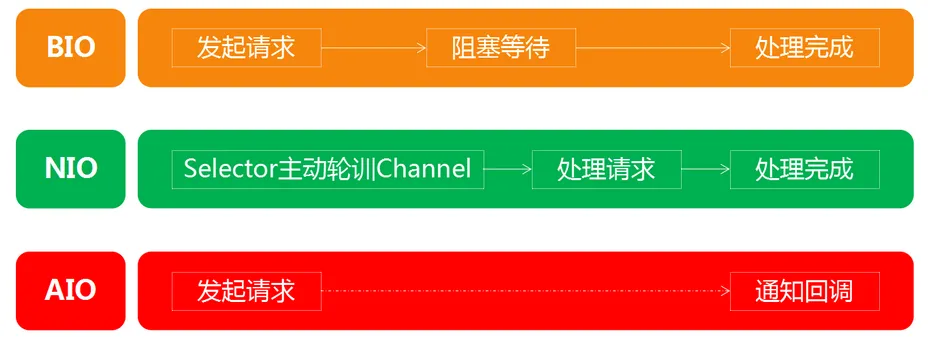 BIO
发起请求
阻塞等待
处理完成
NIO
Selector主动轮训Channel
处理请求
处理完成
AIO
发起请求
通知回调